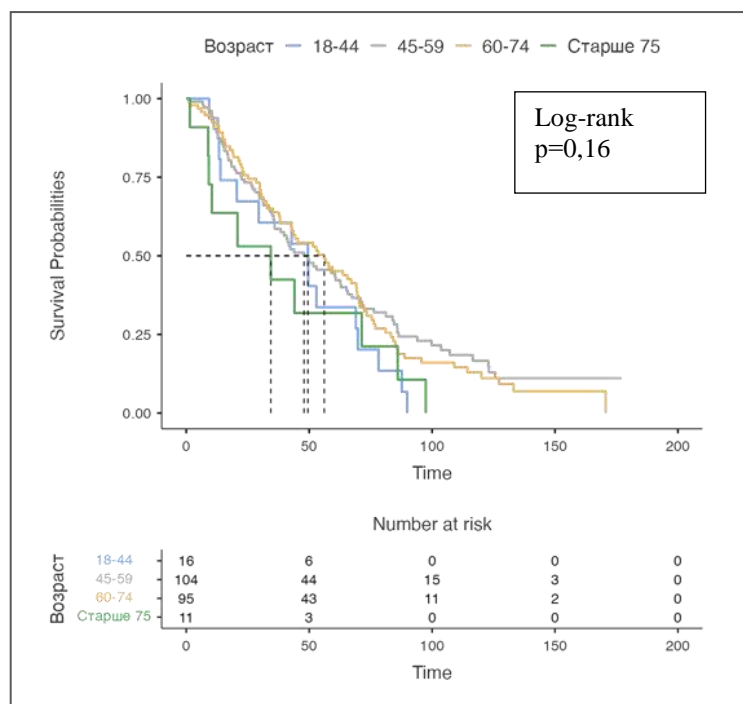 Возраст 18-44 45-59 60-74 Старше 75
Log-rank
p=0,16
Survival Probabilities
1.00
0.75
0.50
0.25
0.00
0 50 100 150 200
Time
Number at risk
Возраст
18-44 16 6 0 0 0
45-59 104 44 15 3 0
60-74 95 43 11 2 0
Старше 75 11 3 0 0 0
0 50 100 150 200
Time